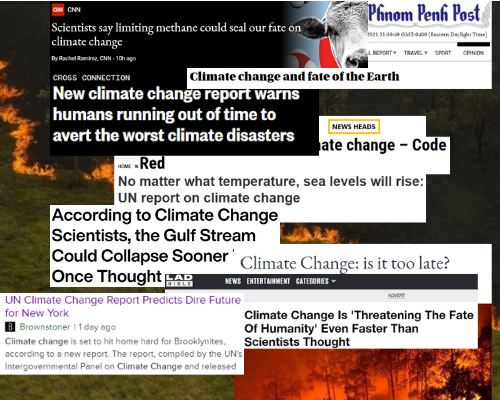 CNN CNN
Scientists say limiting methane could seal our fate on
climate change
By Rachel Ramirez, CNN • 10h ago
Phnom Penh Post
2021 21:49:49 GMT-0400 (Eastern Daylight Time)
L REPORT TRAVEL SPORT OPINION
CROSS CONNECTION
Climate change and fate of the Earth
New climate change report warns
humans running out of time to
avert the worst climate disasters
NEWS HEADS
ate change – Code
HOME
Red
No matter what temperature, sea levels will rise:
UN report on climate change
According to Climate Change
Scientists, the Gulf Stream
Could Collapse Sooner
Once Thought
Climate Change: is it too late?
LAD
BIBLE
NEWS ENTERTAINMENT CATEGORIES
ADVERT
UN Climate Change Report Predicts Dire Future
for New York
B Brownstoner | 1 day ago
Climate change is set to hit home hard for Brooklynites,
according to a new report. The report, compiled by the UN's
Intergovernmental Panel on Climate Change and released
Climate Change Is 'Threatening The Fate
Of Humanity' Even Faster Than
Scientists Thought